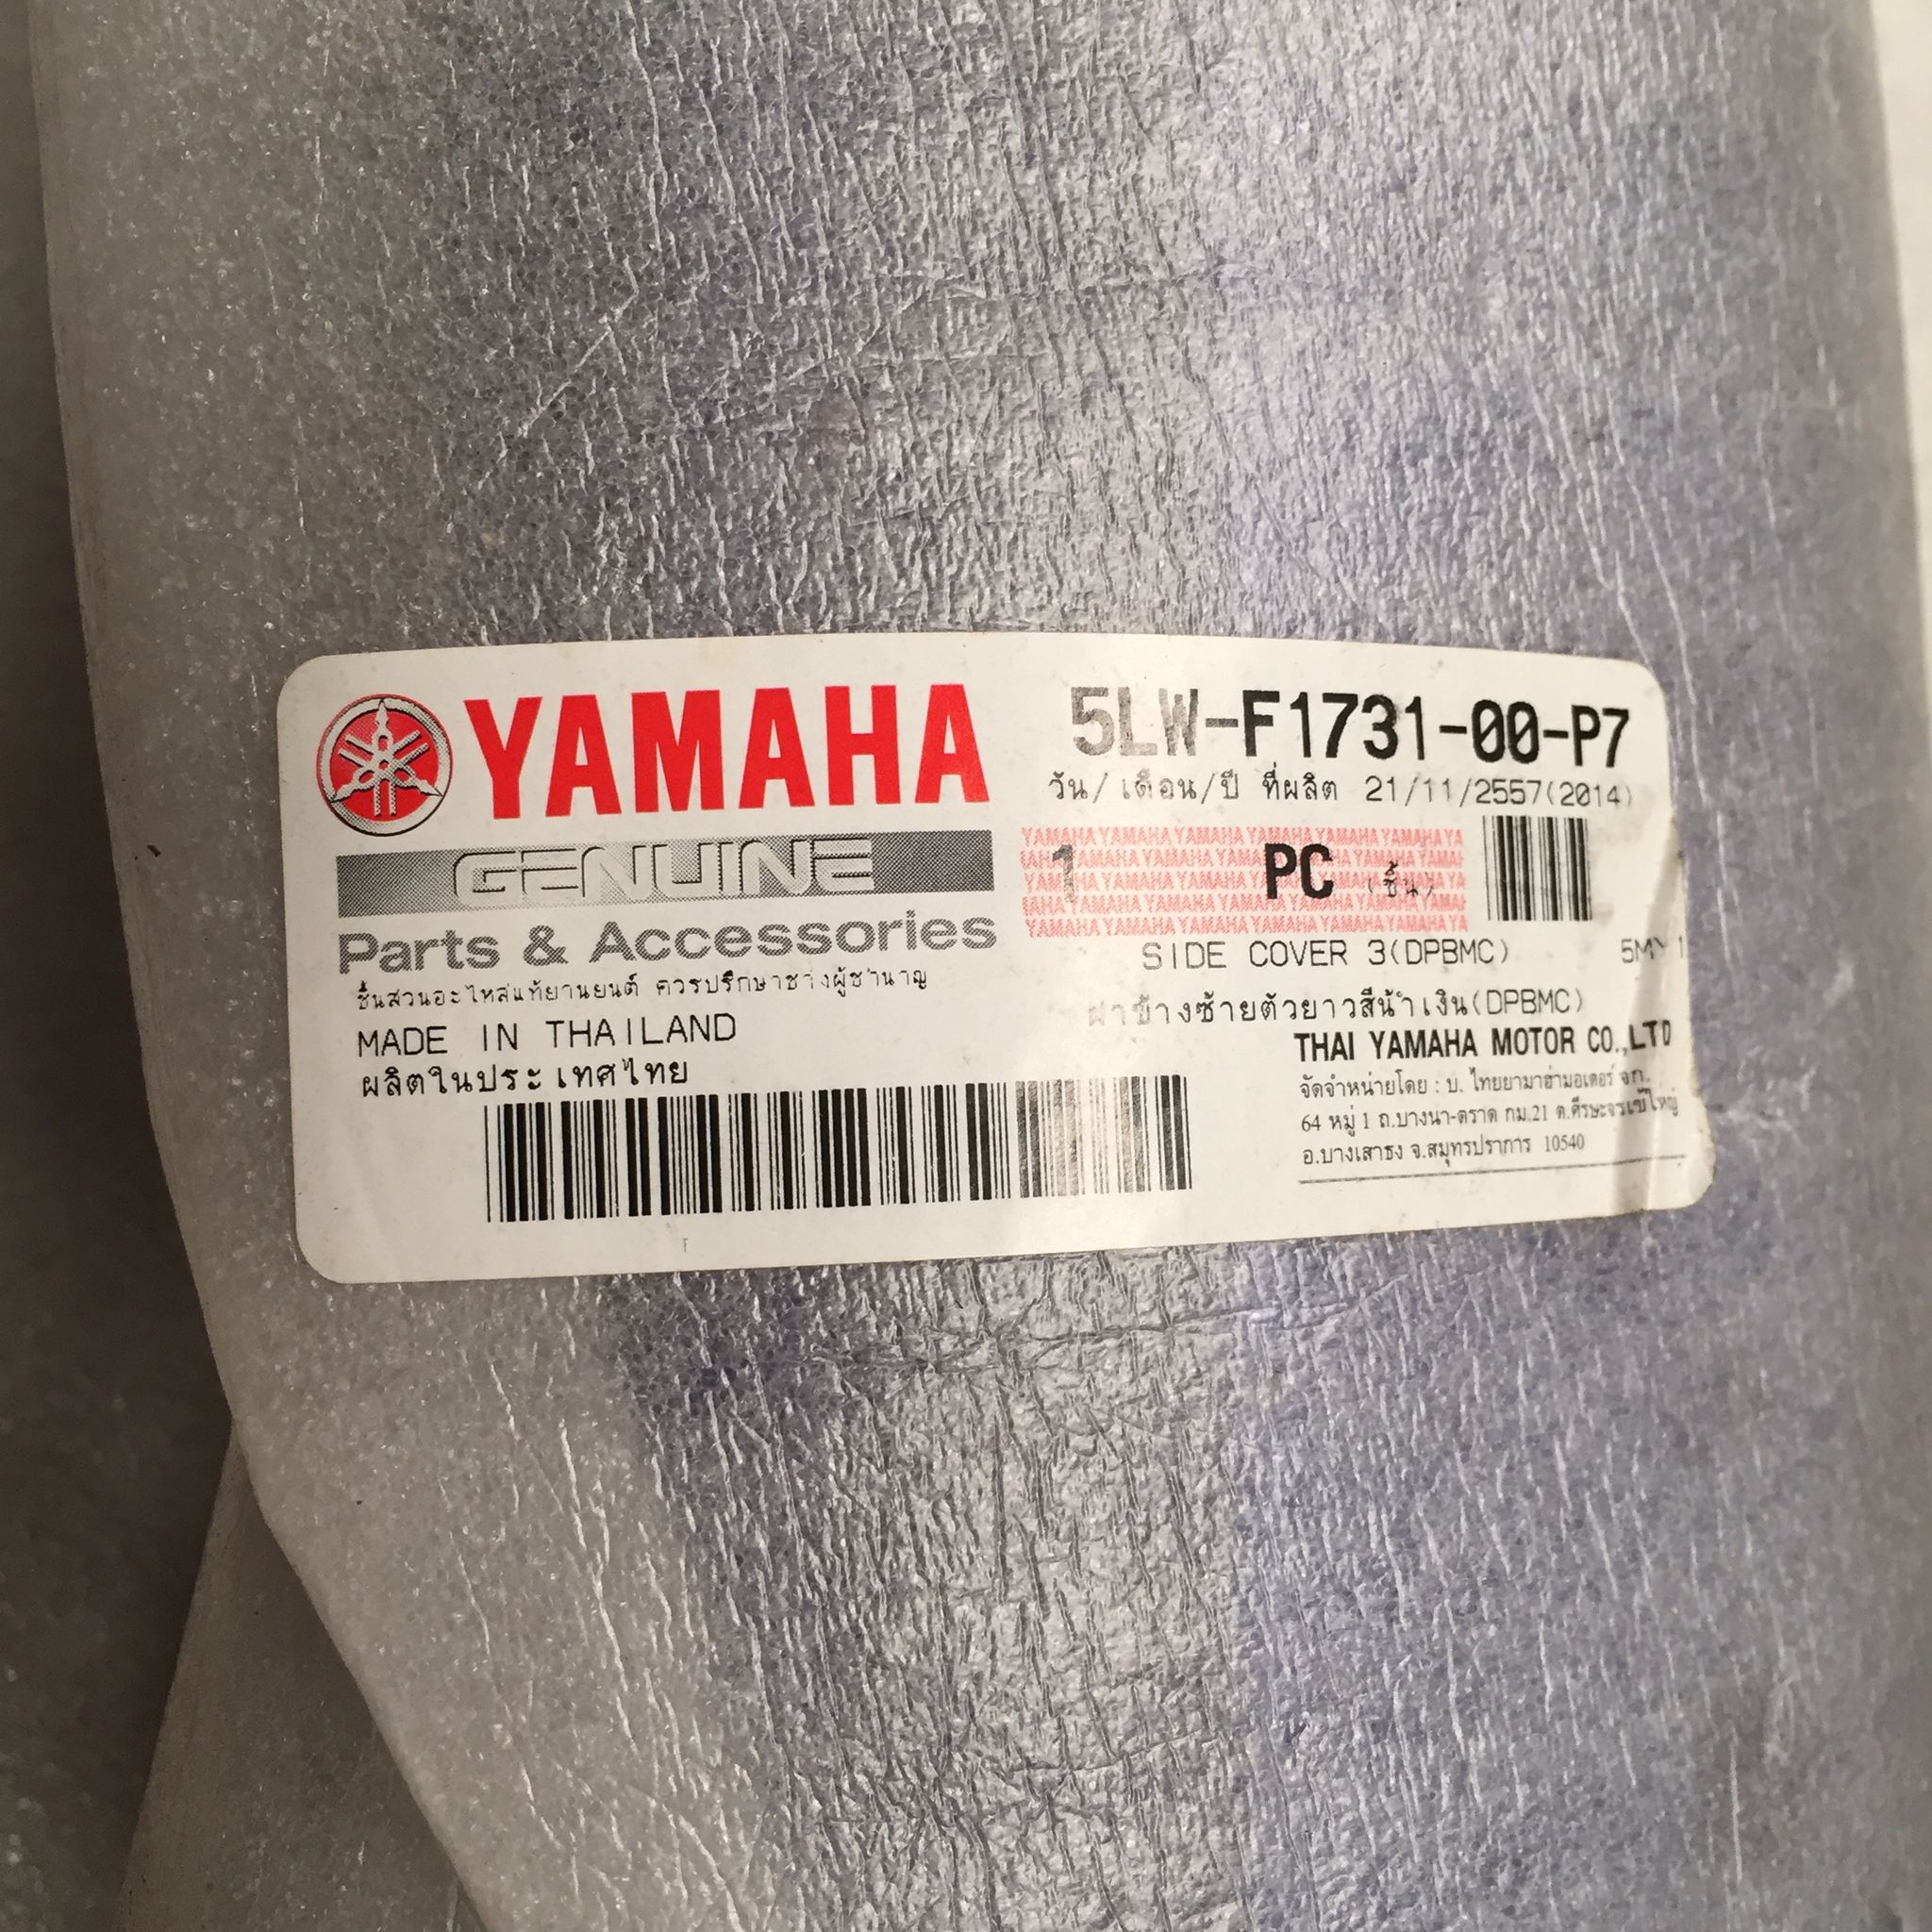 YAMAHA
GENUINE
Parts & Accessories
ชิ้นส่วนอะไหล่แท้ยานยนต์ ควรปรึกษาช่างผู้ชำนาญ
MADE IN THAILAND
ผลิตในประเทศไทย
5LW-F1731-00-P7
วัน/เดือน/ปี ที่ผลิต 21/11/2557(2014)
1 PC (ชิ้น)
SIDE COVER 3(DPBMC)
ฝาข้างซ้ายตัวยาวสีน้ำเงิน(DPBMC)
THAI YAMAHA MOTOR CO.,LTD
จัดจำหน่ายโดย : บ. ไทยยามาฮ่ามอเตอร์ จก.
64 หมู่ 1 ถ.บางนา-ตราด กม.21 ต.ศีรษะจรเข้ใหญ่
อ.บางเสาธง จ.สมุทรปราการ 10540